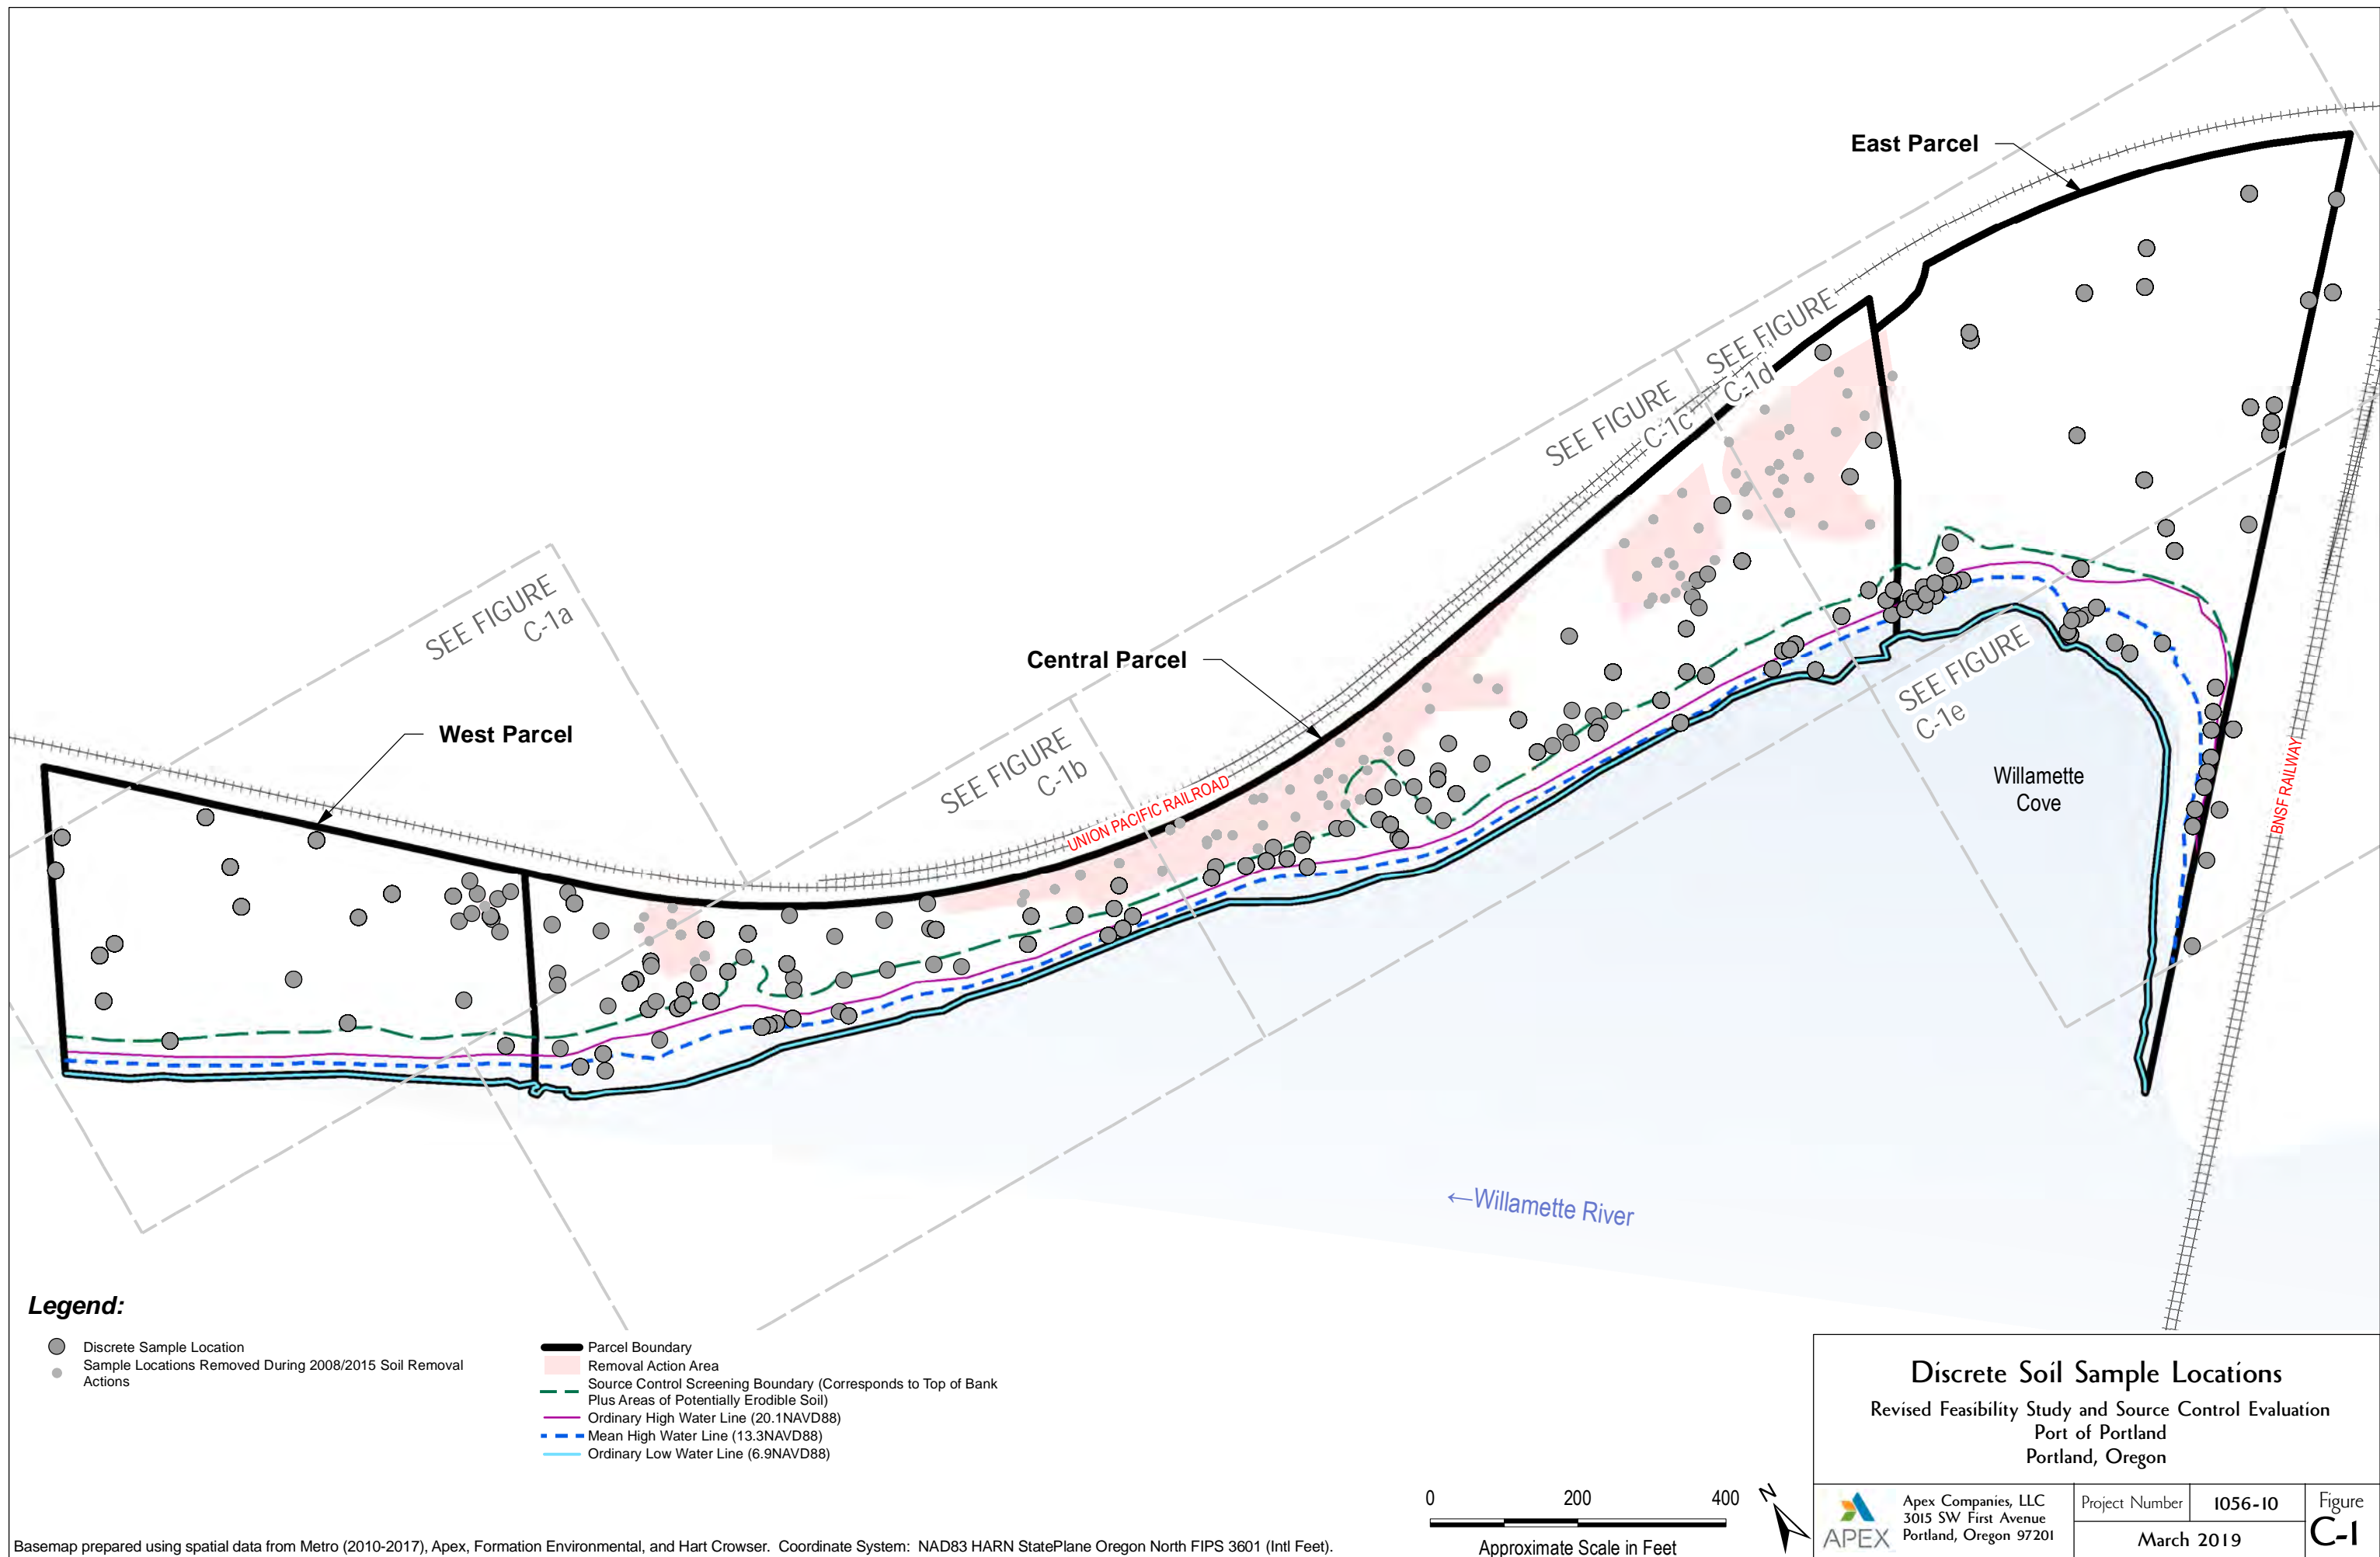 East Parcel
SEE FIGURE
C-1d
SEE FIGURE
C-1c
SEE FIGURE
C-1a
Central Parcel
SEE FIGURE
C-1e
West Parcel
SEE FIGURE
C-1b
UNION PACIFIC RAILROAD
Willamette
Cove
BNSF RAILWAY
←Willamette River
Legend:
Discrete Sample Location
Sample Locations Removed During 2008/2015 Soil Removal
Actions
Parcel Boundary
Removal Action Area
Source Control Screening Boundary (Corresponds to Top of Bank
Plus Areas of Potentially Erodible Soil)
Ordinary High Water Line (20.1NAVD88)
Mean High Water Line (13.3NAVD88)
Ordinary Low Water Line (6.9NAVD88)
Discrete Soil Sample Locations
Revised Feasibility Study and Source Control Evaluation
Port of Portland
Portland, Oregon
0 200 400
Approximate Scale in Feet
N
APEX
Apex Companies, LLC
3015 SW First Avenue
Portland, Oregon 97201
Project Number 1056-10
March 2019
Figure
C-1
Basemap prepared using spatial data from Metro (2010-2017), Apex, Formation Environmental, and Hart Crowser. Coordinate System: NAD83 HARN StatePlane Oregon North FIPS 3601 (Intl Feet).